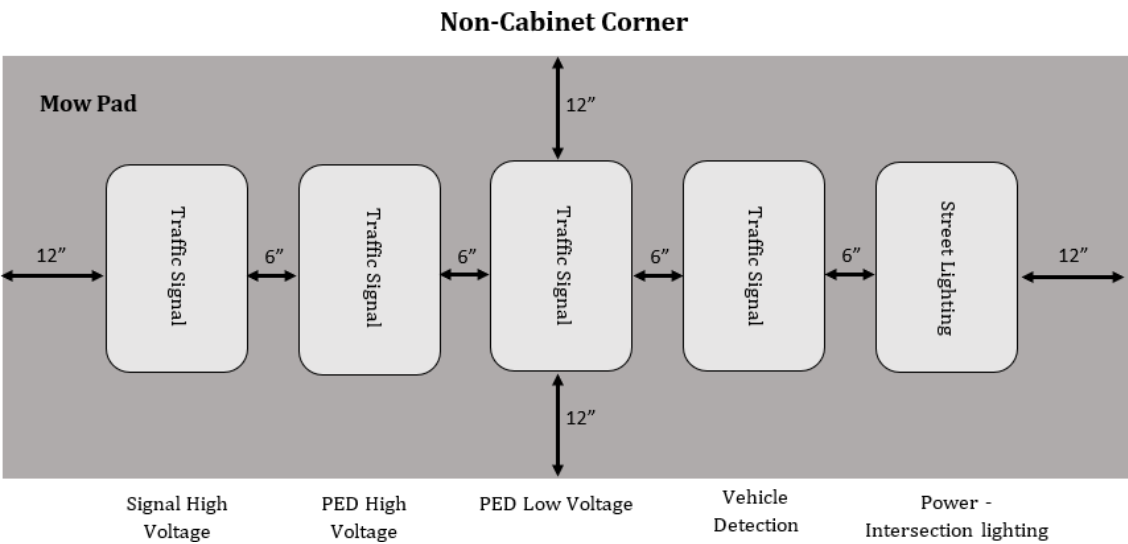 Non-Cabinet Corner
Mow Pad
12”
12”
6”
6”
6”
6”
12”
Traffic Signal
Traffic Signal
Traffic Signal
Traffic Signal
Street Lighting
12”
Signal High
Voltage
PED High
Voltage
PED Low Voltage
Vehicle
Detection
Power -
Intersection lighting